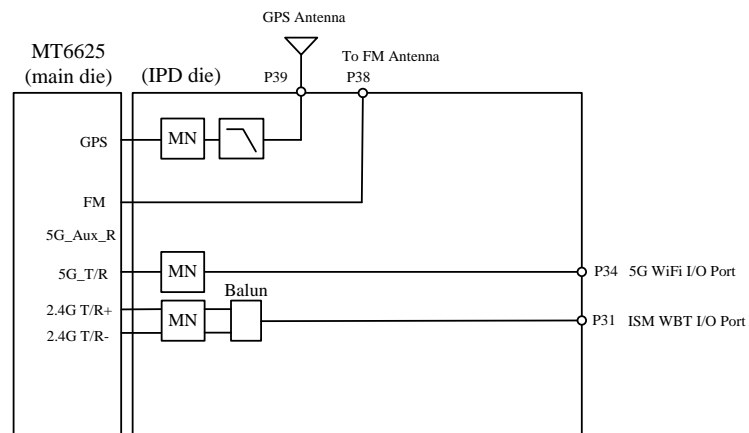 GPS Antenna
MT6625
(main die)
(IPD die)
To FM Antenna
P39
P38
GPS
MN
FM
5G_Aux_R
5G_T/R
MN
P34 5G WiFi I/O Port
Balun
2.4G T/R+
2.4G T/R-
MN
P31 ISM WBT I/O Port